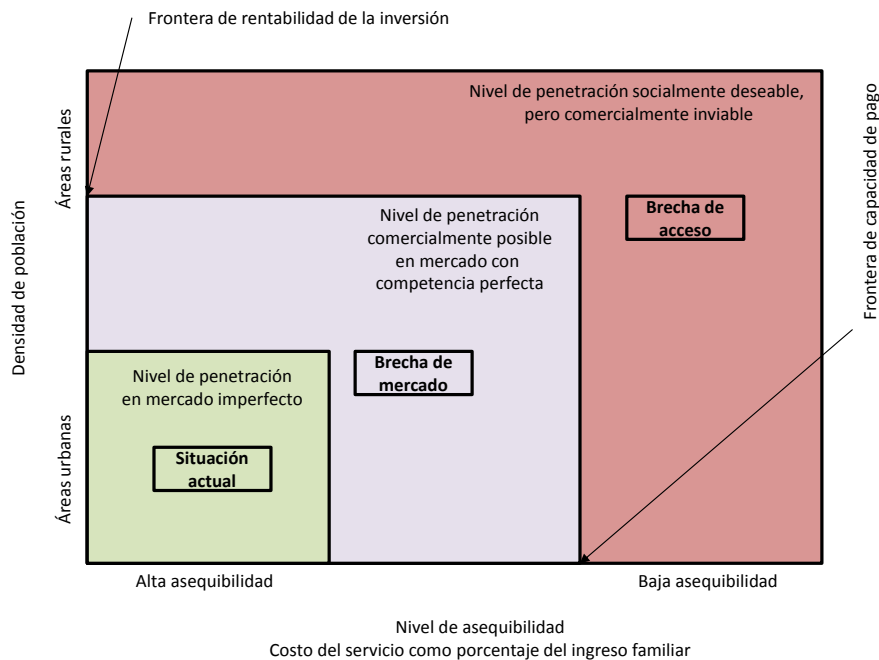 Frontera de rentabilidad de la inversión
Nivel de penetración socialmente deseable,
pero comercialmente inviable
Áreas rurales
Frontera de capacidad de pago
Nivel de penetración
comercialmente posible
en mercado con
competencia perfecta
Brecha de
acceso
Densidad de población
Nivel de penetración
en mercado imperfecto
Brecha de
mercado
Situación
actual
Áreas urbanas
Alta asequibilidad
Baja asequibilidad
Nivel de asequibilidad
Costo del servicio como porcentaje del ingreso familiar